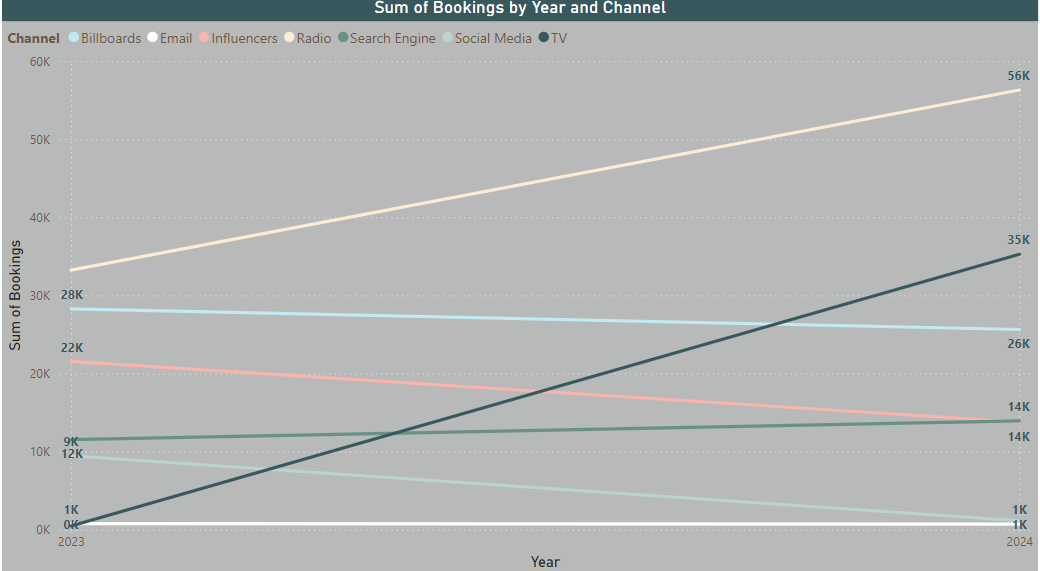 Sum of Bookings by Year and Channel
Channel Billboards Email Influencers Radio Search Engine Social Media TV
60K
56K
50K
40K
35K
30K
28K
26K
22K
20K
14K
14K
10K
9K
12K
1K
1K
0K
0K
1K
2023
2024
Sum of Bookings
Year